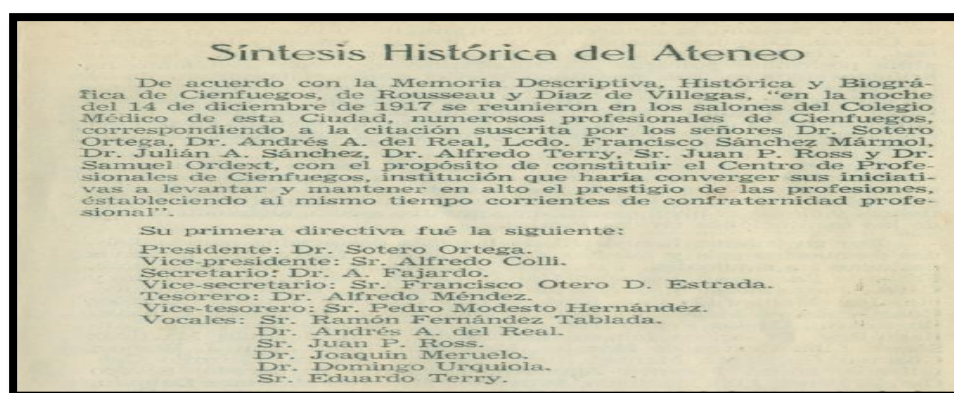 Síntesis Histórica del Ateneo
De acuerdo con la Memoria Descriptiva, Histórica y Biográ-
fica de Cienfuegos, de Rousseau y Díaz de Villegas, "en la noche
del 14 de diciembre de 1917 se reunieron en los salones del Colegio
Médico de esta Ciudad, numerosos profesionales de Cienfuegos,
correspondiendo a la citación suscrita por los señores Dr. Sotero
Ortega, Dr. Andrés A. del Real, Lcdo. Francisco Sánchez Mármol,
Dr. Julián A. Sánchez, Dr. Alfredo Terry, Sr. Juan P. Ross y Dr.
Samuel Ordext, con el propósito de constituir el Centro de Profe-
sionales de Cienfuegos, institución que haría converger sus iniciati-
vas a levantar y mantener en alto el prestigio de las profesiones,
estableciendo al mismo tiempo corrientes de confraternidad profe-
sional".
Su primera directiva fué la siguiente:
Presidente: Dr. Sotero Ortega.
Vice-presidente: Sr. Alfredo Colli.
Secretario: Dr. A. Fajardo.
Vice-secretario: Sr. Francisco Otero D. Estrada.
Tesorero: Dr. Alfredo Méndez.
Vice-tesorero: Sr. Pedro Modesto Hernández.
Vocales: Sr. Ramón Fernández Tablada.
Dr. Andrés A. del Real.
Sr. Juan P. Ross.
Dr. Joaquin Meruelo.
Dr. Domingo Urquiola.
Sr. Eduardo Terry.